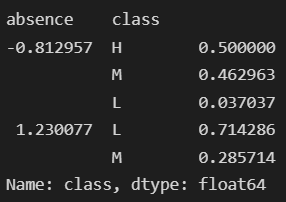 absence    class
-0.812957  H        0.500000
           M        0.462963
           L        0.037037
 1.230077  L        0.714286
           M        0.285714
Name: class, dtype: float64